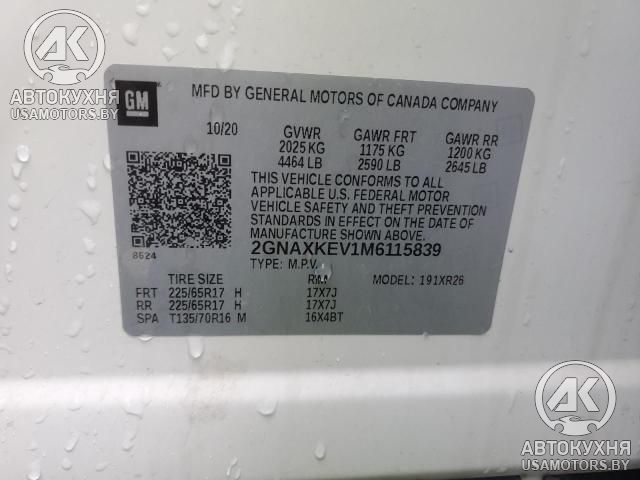 GM
MFD BY GENERAL MOTORS OF CANADA COMPANY
10/20 GVWR GAWR FRT GAWR RR
2025 KG 1175 KG 1200 KG
4464 LB 2590 LB 2645 LB
THIS VEHICLE CONFORMS TO ALL
APPLICABLE U.S. FEDERAL MOTOR
VEHICLE SAFETY AND THEFT PREVENTION
STANDARDS IN EFFECT ON THE DATE OF
MANUFACTURE SHOWN ABOVE.
8624 2GNAXKEV1M6115839
TYPE: M.P.V. MODEL: 191XR26
TIRE SIZE RIM
FRT 225/65R17 H 17X7J
RR 225/65R17 H 17X7J
SPA T135/70R16 M 16X4BT
АК
АВТОКУХНЯ
USAMOTORS.BY
АК
АВТОКУХНЯ
USAMOTORS.BY